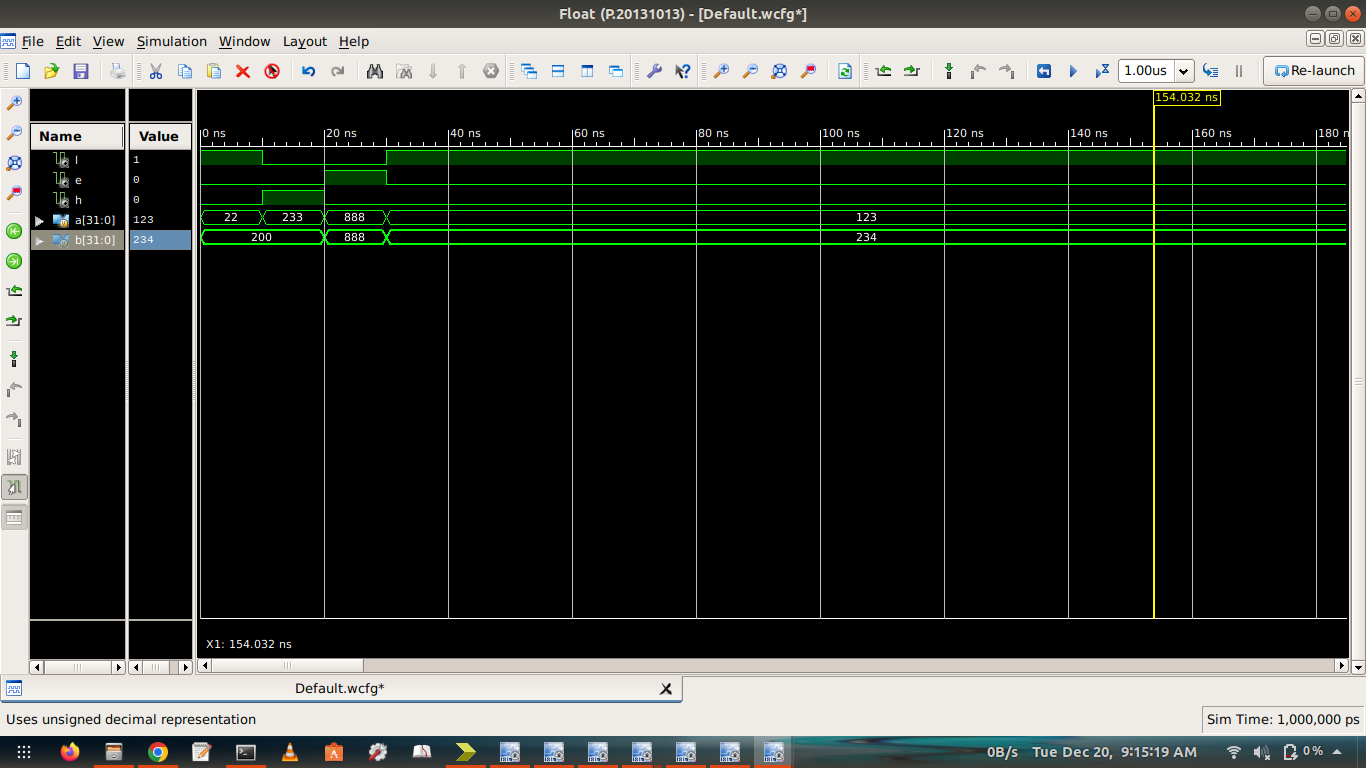 Float (P.20131013) - [Default.wcfg*]
File Edit View Simulation Window Layout Help
1.00us Re-launch
154.032 ns
Name Value
0 ns 20 ns 40 ns 60 ns 80 ns 100 ns 120 ns 140 ns 160 ns 180 n
l 1
e 0
h 0
a[31:0] 123 22 233 888 123
b[31:0] 234 200 888 234
X1: 154.032 ns
Default.wcfg*
Uses unsigned decimal representation Sim Time: 1,000,000 ps
0B/s Tue Dec 20, 9:15:19 AM 0 %